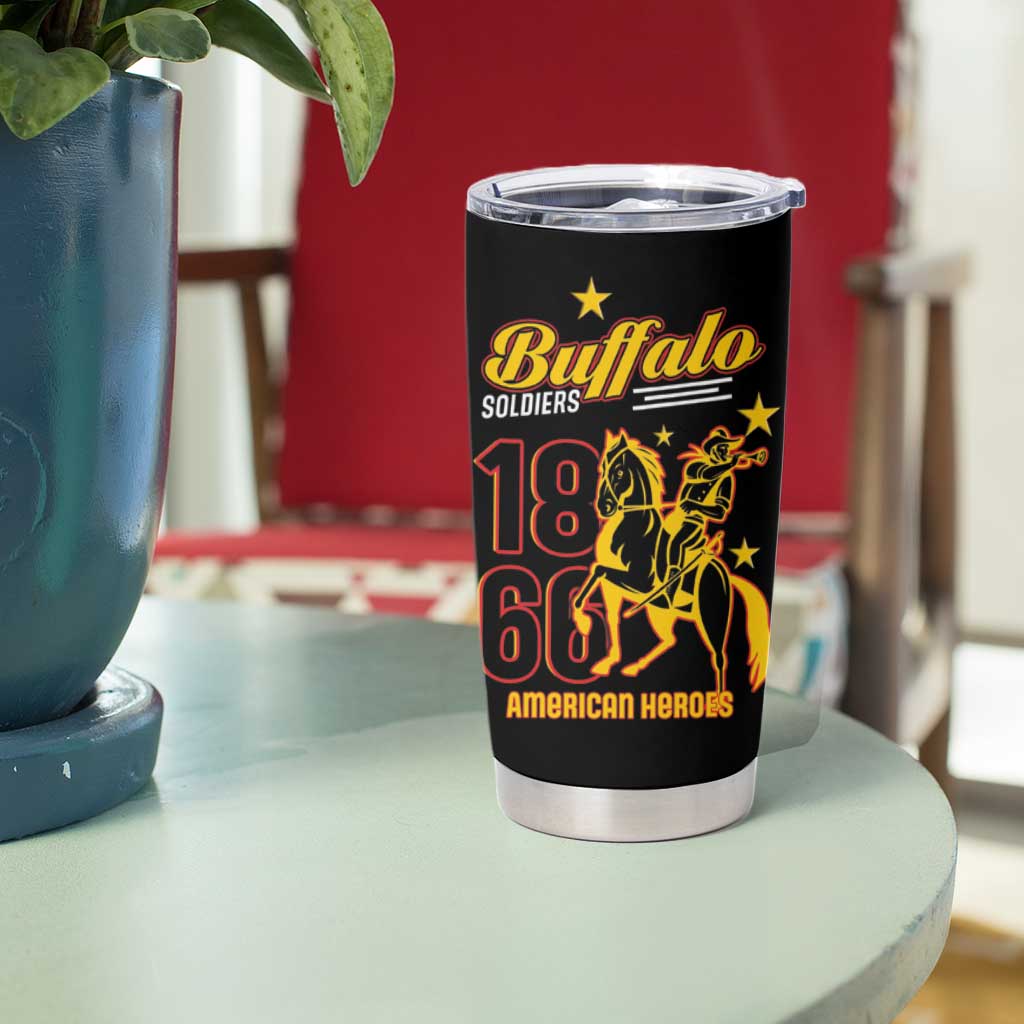 Buffalo
SOLDIERS
18
66
AMERICAN HEROES